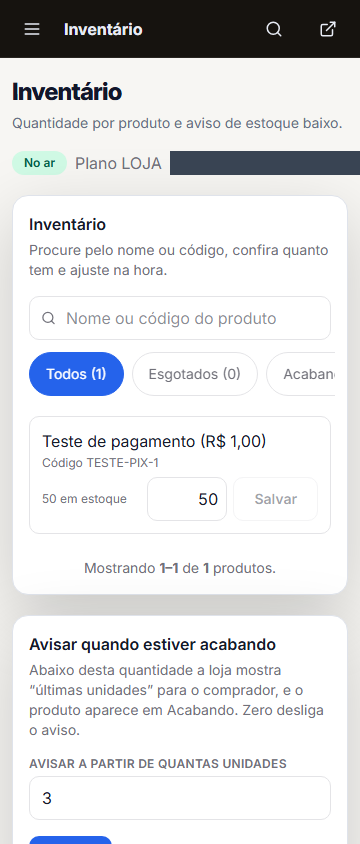 Inventário
Inventário
Quantidade por produto e aviso de estoque baixo.
No ar Plano LOJA
Inventário
Procure pelo nome ou código, confira quanto
tem e ajuste na hora.
Nome ou código do produto
Todos (1) Esgotados (0) Acaban
Teste de pagamento (R$ 1,00)
Código TESTE-PIX-1
50 em estoque 50 Salvar
Mostrando 1–1 de 1 produtos.
Avisar quando estiver acabando
Abaixo desta quantidade a loja mostra
“últimas unidades” para o comprador, e o
produto aparece em Acabando. Zero desliga
o aviso.
AVISAR A PARTIR DE QUANTAS UNIDADES
3